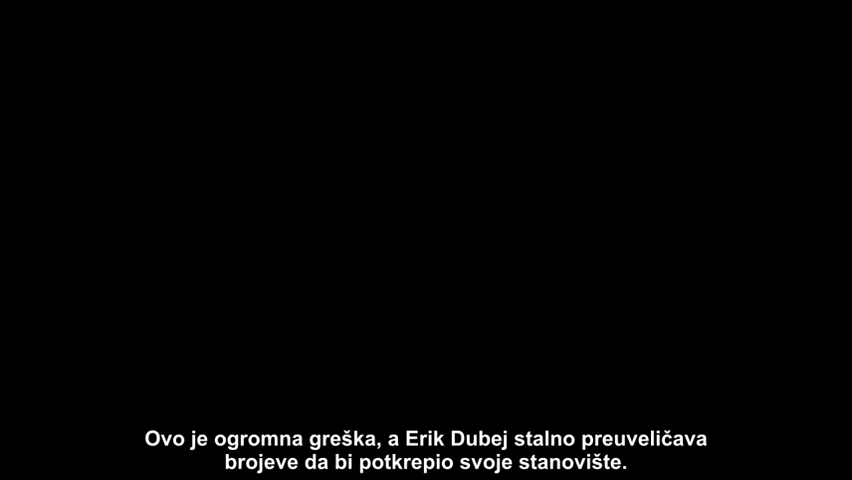 Ovo je ogromna greška, a Erik Dubej stalno preuveličava
brojeve da bi potkrepio svoje stanovište.